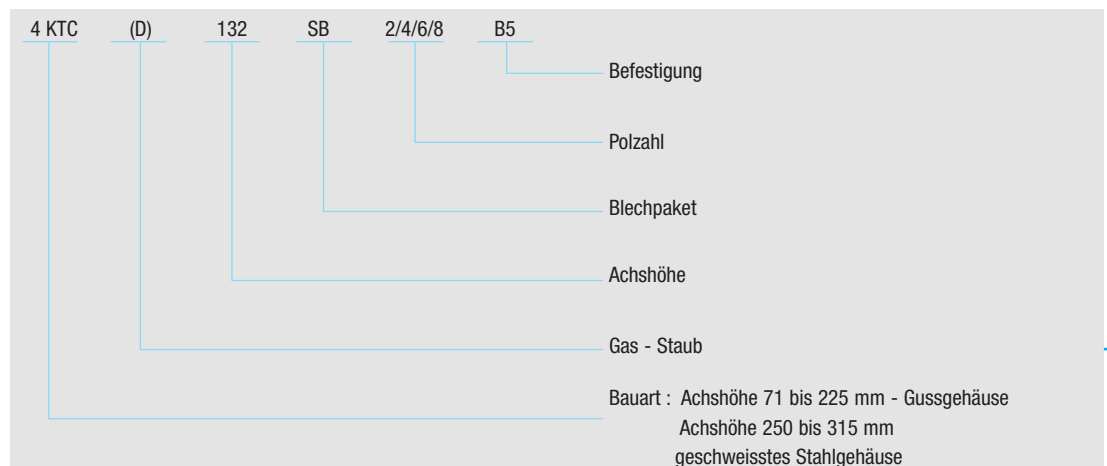 4 KTC (D) 132 SB 2/4/6/8 B5
Befestigung
Polzahl
Blechpaket
Achshöhe
Gas - Staub
Bauart : Achshöhe 71 bis 225 mm - Gussgehäuse
Achshöhe 250 bis 315 mm
geschweisstes Stahlgehäuse